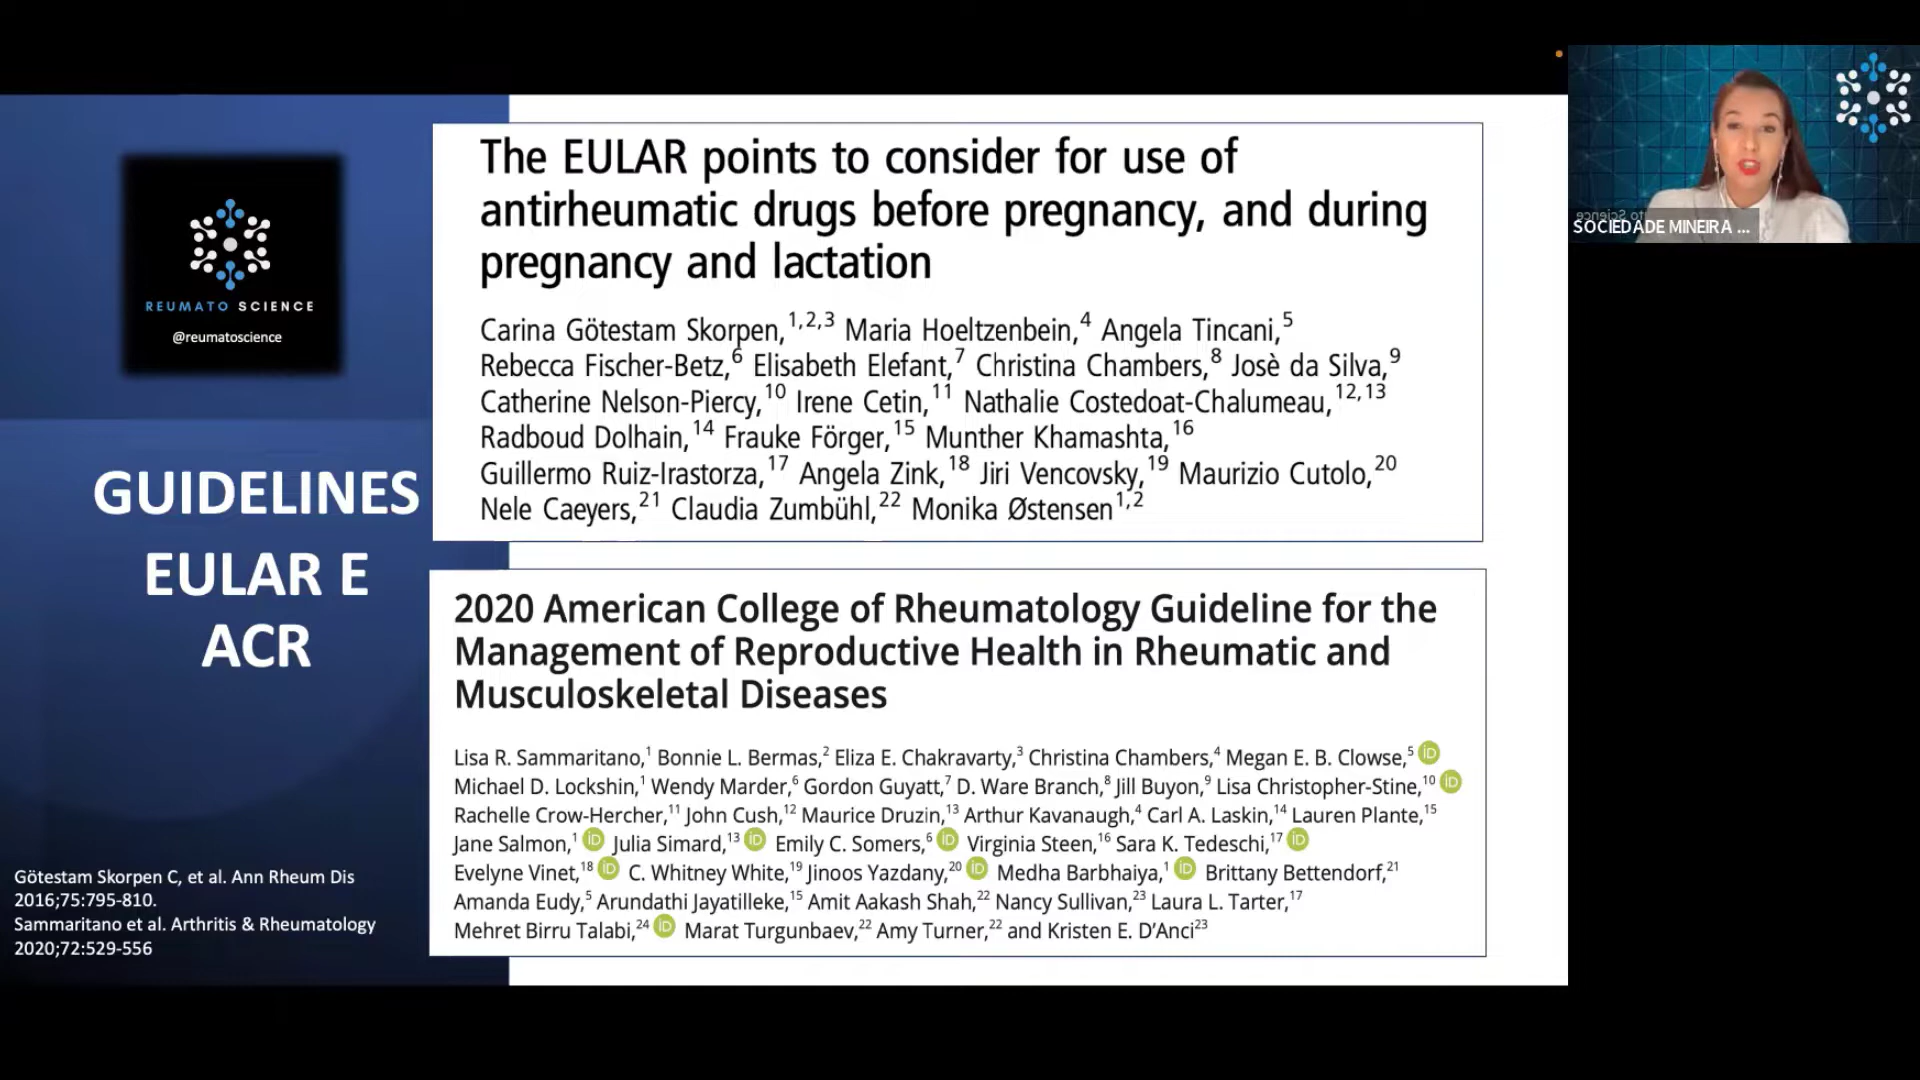 REUMATO SCIENCE
@reumatoscience
GUIDELINES
EULAR E
ACR
Götestam Skorpen C, et al. Ann Rheum Dis
2016;75:795-810.
Sammaritano et al. Arthritis & Rheumatology
2020;72:529-556
The EULAR points to consider for use of
antirheumatic drugs before pregnancy, and during
pregnancy and lactation
Carina Götestam Skorpen,1,2,3 Maria Hoeltzenbein,4 Angela Tincani,5
Rebecca Fischer-Betz,6 Elisabeth Elefant,7 Christina Chambers,8 Josè da Silva,9
Catherine Nelson-Piercy,10 Irene Cetin,11 Nathalie Costedoat-Chalumeau,12,13
Radboud Dolhain,14 Frauke Förger,15 Munther Khamashta,16
Guillermo Ruiz-Irastorza,17 Angela Zink,18 Jiri Vencovsky,19 Maurizio Cutolo,20
Nele Caeyers,21 Claudia Zumbühl,22 Monika Østensen1,2
2020 American College of Rheumatology Guideline for the
Management of Reproductive Health in Rheumatic and
Musculoskeletal Diseases
Lisa R. Sammaritano,1 Bonnie L. Bermas,2 Eliza E. Chakravarty,3 Christina Chambers,4 Megan E. B. Clowse,5 iD
Michael D. Lockshin,1 Wendy Marder,6 Gordon Guyatt,7 D. Ware Branch,8 Jill Buyon,9 Lisa Christopher-Stine,10 iD
Rachelle Crow-Hercher,11 John Cush,12 Maurice Druzin,13 Arthur Kavanaugh,4 Carl A. Laskin,14 Lauren Plante,15
Jane Salmon,1 iD Julia Simard,13 iD Emily C. Somers,6 iD Virginia Steen,16 Sara K. Tedeschi,17 iD
Evelyne Vinet,18 iD C. Whitney White,19 Jinoos Yazdany,20 iD Medha Barbhaiya,1 iD Brittany Bettendorf,21
Amanda Eudy,5 Arundathi Jayatilleke,15 Amit Aakash Shah,22 Nancy Sullivan,23 Laura L. Tarter,17
Mehret Birru Talabi,24 iD Marat Turgunbaev,22 Amy Turner,22 and Kristen E. D'Anci23
SOCIEDADE MINEIRA ...